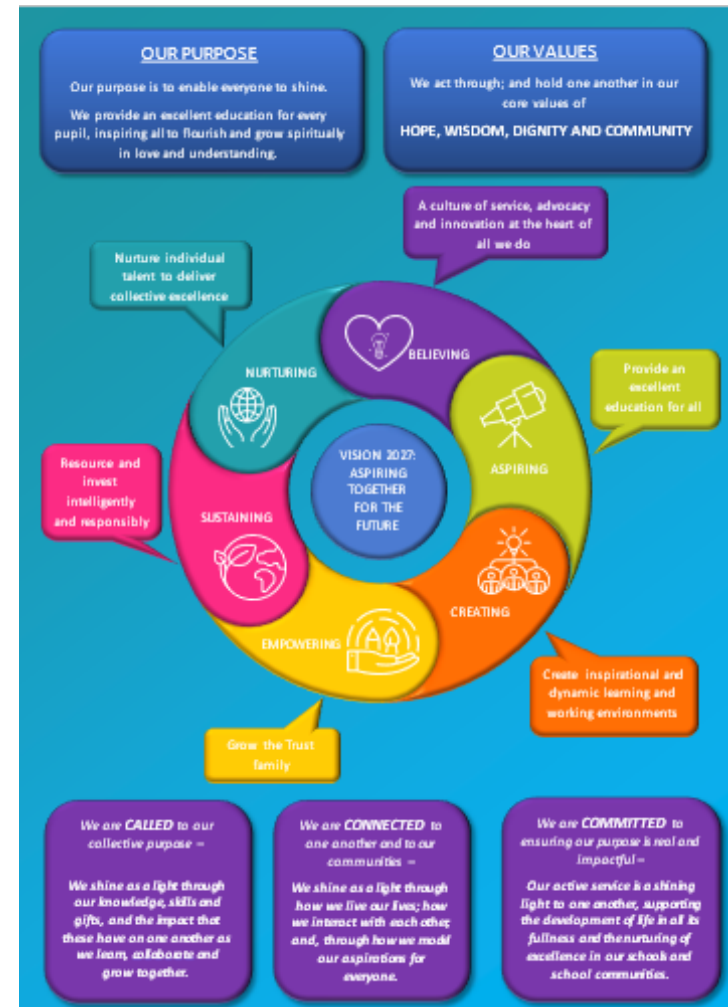 OUR PURPOSE
Our purpose is to enable everyone to shine.
We provide an excellent education for every
pupil, inspiring all to flourish and grow spiritually
in love and understanding.
OUR VALUES
We act through; and hold one another in our
core values of
HOPE, WISDOM, DIGNITY AND COMMUNITY
A culture of service, advocacy
and innovation at the heart of
all we do
Nurture individual
talent to deliver
collective excellence
BELIEVING
NURTURING
Provide an
excellent
education for all
ASPIRING
VISION 2027:
ASPIRING
TOGETHER
FOR THE
FUTURE
Resource and
invest
intelligently
and responsibly
SUSTAINING
CREATING
EMPOWERING
Create inspirational and
dynamic learning and
working environments
Grow the Trust
family
We are CALLED to our
collective purpose –
We shine as a light through
our knowledge, skills and
gifts, and the impact that
these have on one another as
we learn, collaborate and
grow together.
We are CONNECTED to
one another and to our
communities –
We shine as a light through
how we live our lives; how
we interact with each other,
and, through how we model
our aspirations for
everyone.
We are COMMITTED to
ensuring our purpose is real and
impactful –
Our active service is a shining
light to one another, supporting
the development of life in all its
fullness and the nurturing of
excellence in our schools and
school communities.